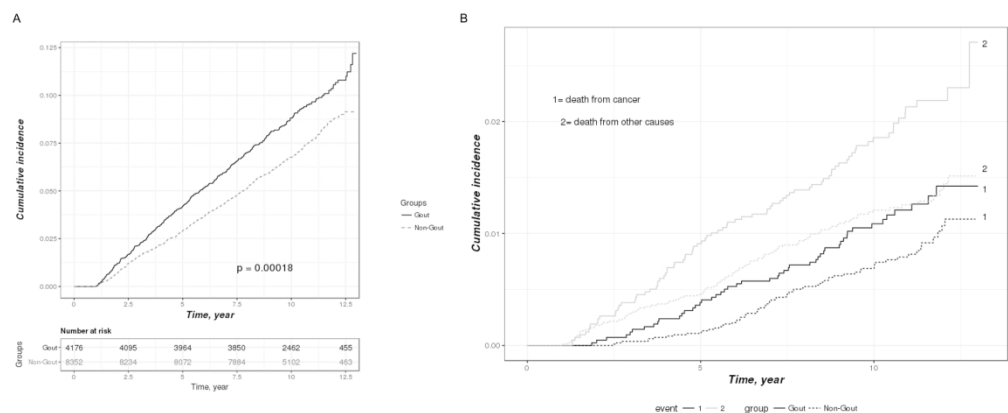 A
0.125
0.100
0.075
0.050
0.025
0.000
Cumulative incidence
p = 0.00018
0 2.5 5 7.5 10 12.5
Time, year
Groups
Gout
Non-Gout
Number at risk
Groups
Gout 4176 4095 3964 3850 2462 455
Non-Gout 8352 8234 8072 7884 5102 463
0 2.5 5 7.5 10 12.5
Time, year
B
0.02
0.01
0.00
Cumulative incidence
1= death from cancer
2= death from other causes
2
2
1
1
0 5 10
Time, year
event 1 2 group Gout Non-Gout